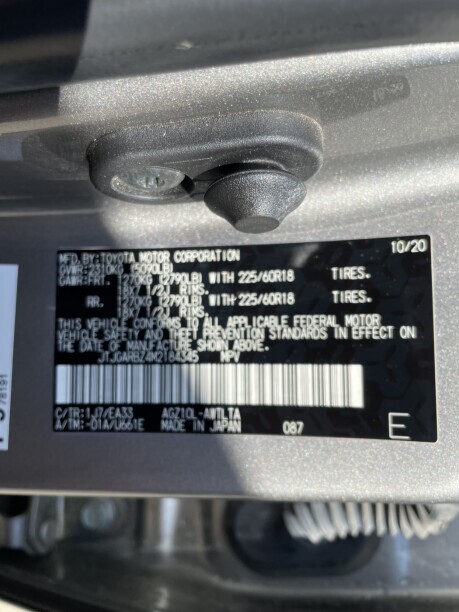 10/20
MFD. BY: TOYOTA MOTOR CORPORATION
GVWR: 2310KG (5090LB)
GAWR: FRT. 1270KG (2790LB) WITH 225/60R18 TIRES.
18X7 1/2J RIMS.
RR. 1270KG (2790LB) WITH 225/60R18 TIRES.
18X7 1/2J RIMS.
THIS VEHICLE CONFORMS TO ALL APPLICABLE FEDERAL MOTOR
VEHICLE SAFETY AND THEFT PREVENTION STANDARDS IN EFFECT ON
THE DATE OF MANUFACTURE SHOWN ABOVE.
JTJGARBZ4M2184345 MPV
C/TR: 1J7/EA33 AGZ10L-AWTLTA
A/TM: -01A/U661E MADE IN JAPAN 087 E
78191